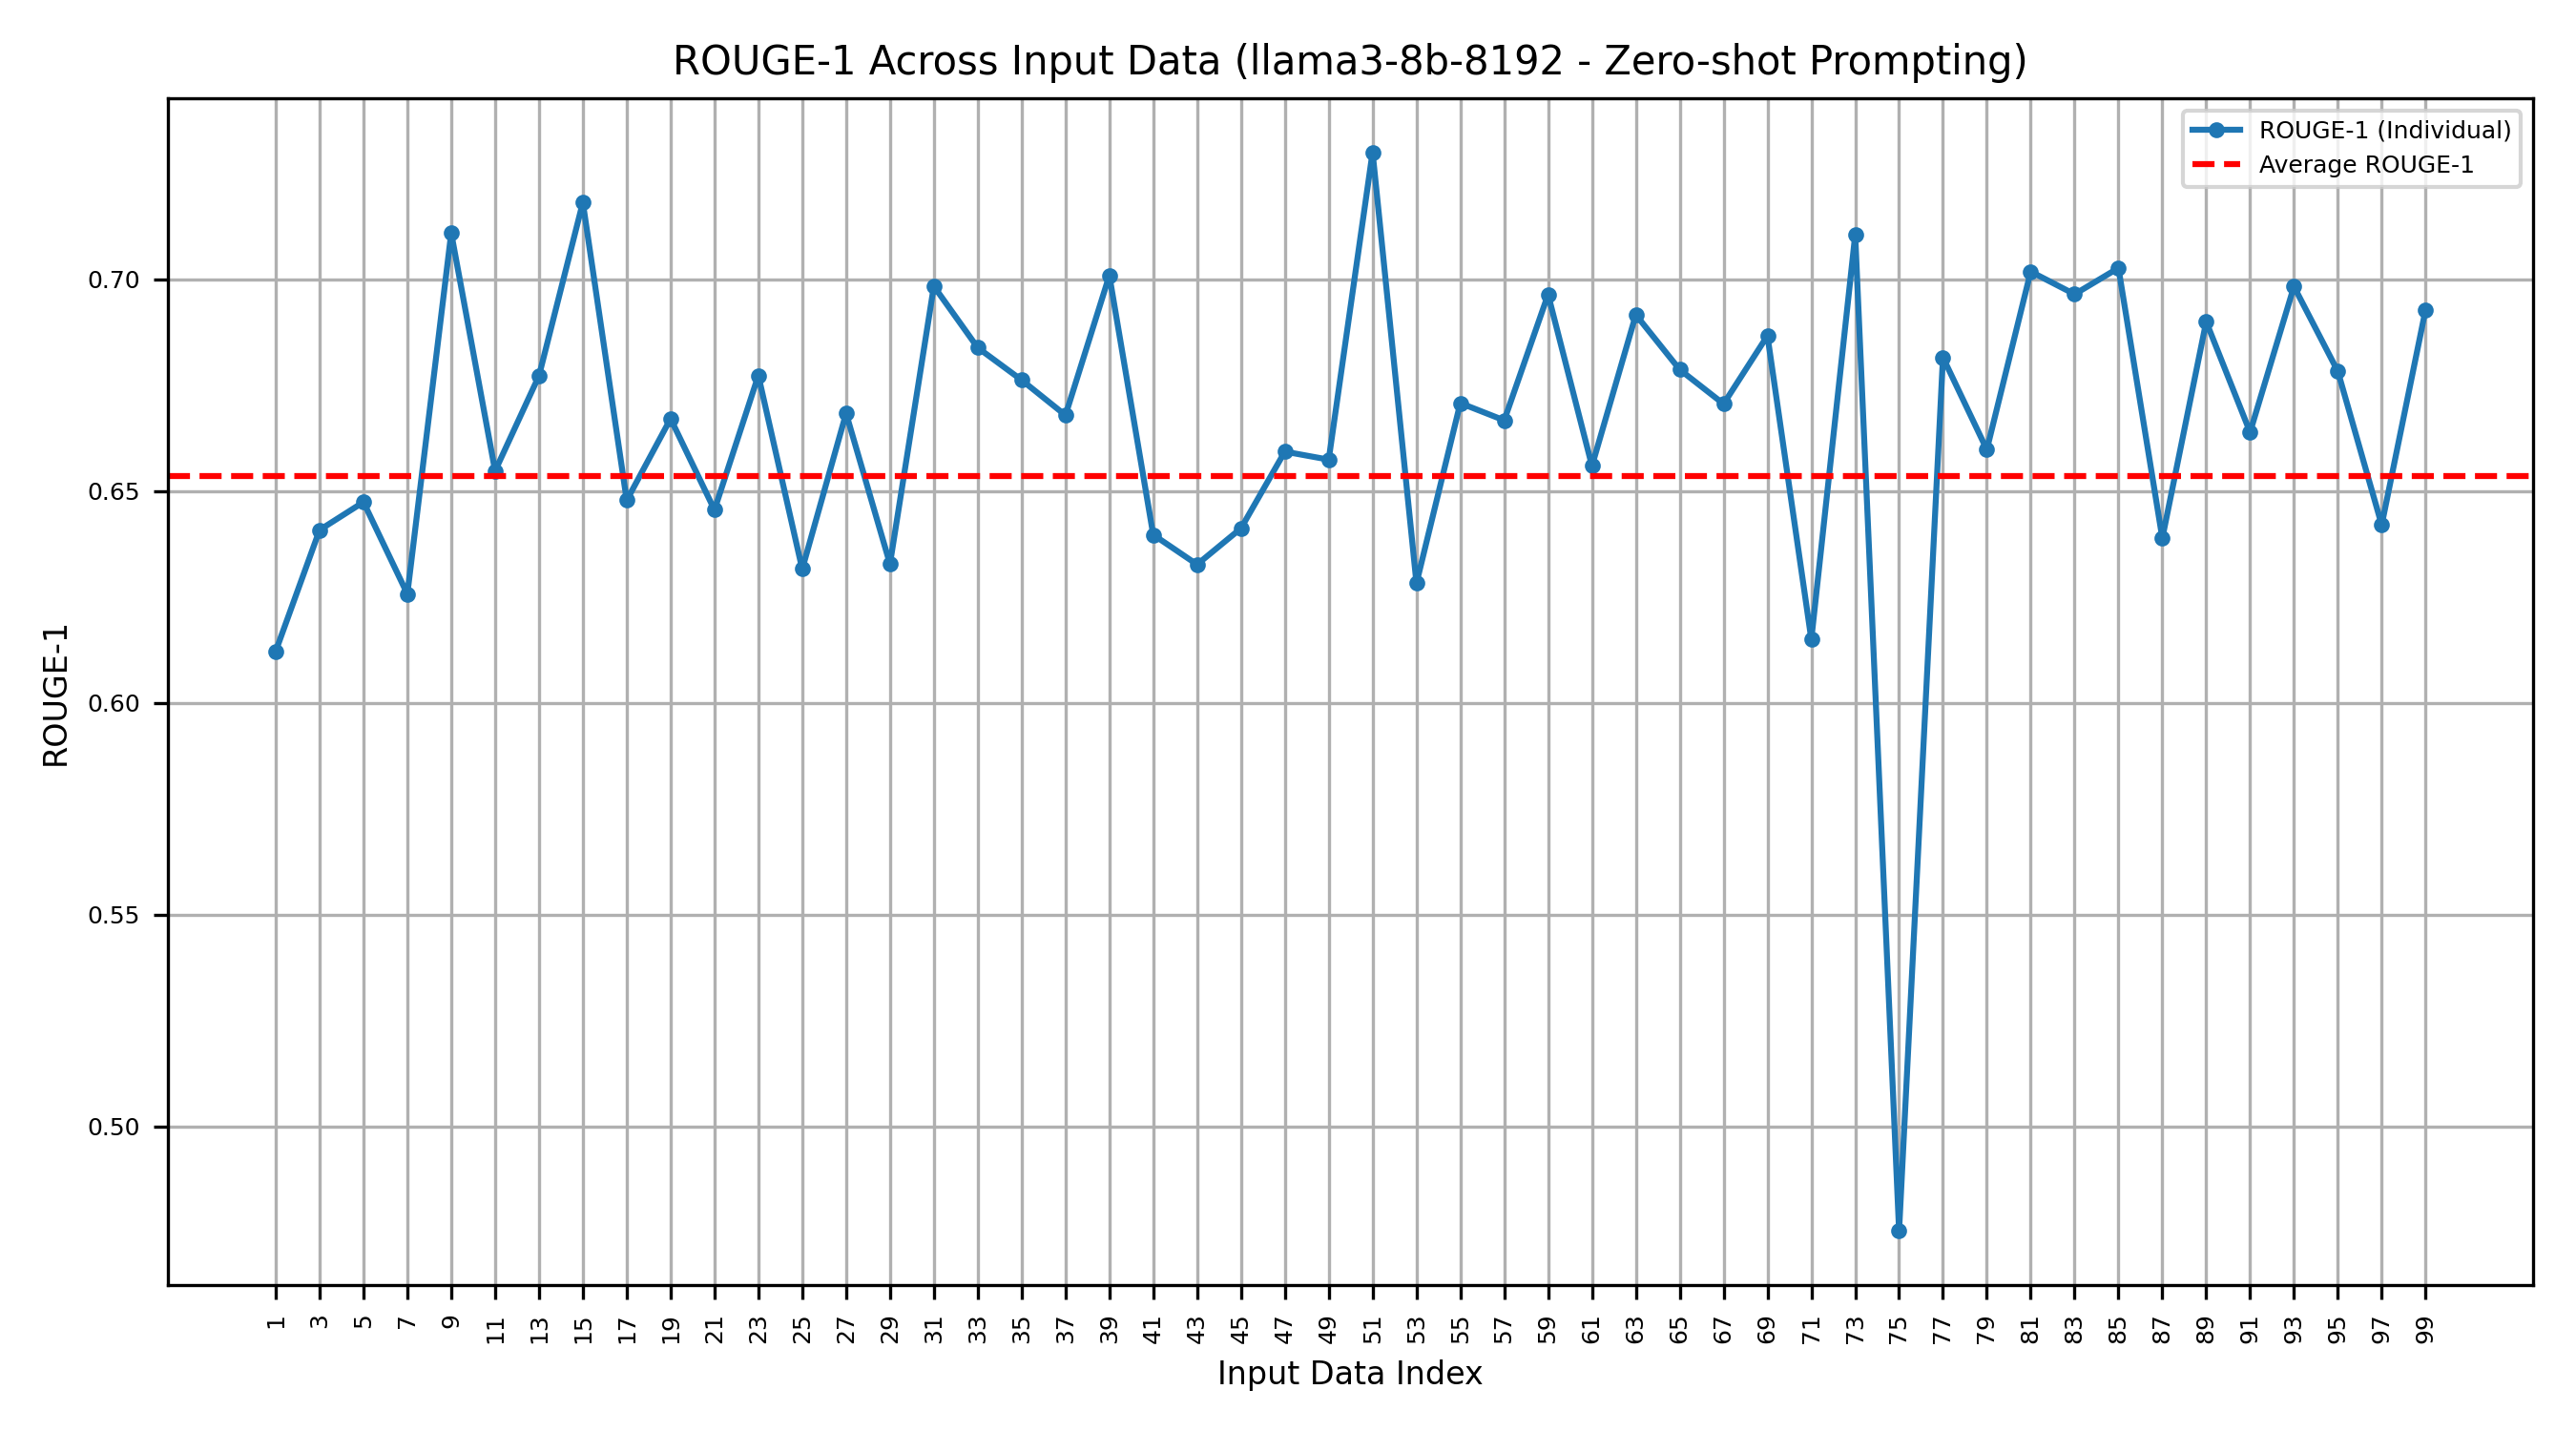 ROUGE-1 Across Input Data (llama3-8b-8192 - Zero-shot Prompting)
ROUGE-1 (Individual)
Average ROUGE-1
ROUGE-1
0.70
0.65
0.60
0.55
0.50
1 3 5 7 9 11 13 15 17 19 21 23 25 27 29 31 33 35 37 39 41 43 45 47 49 51 53 55 57 59 61 63 65 67 69 71 73 75 77 79 81 83 85 87 89 91 93 95 97 99
Input Data Index